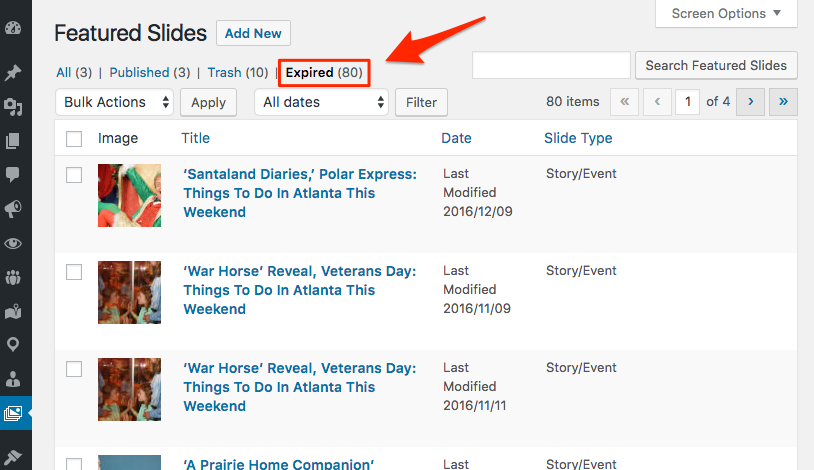 Screen Options
Featured Slides Add New
All (3) | Published (3) | Trash (10) | Expired (80)
Search Featured Slides
Bulk Actions Apply All dates Filter 80 items « ‹ 1 of 4 › »
Image Title Date Slide Type
‘Santaland Diaries,’ Polar Express:
Things To Do In Atlanta This
Weekend
Last
Modified
2016/12/09
Story/Event
‘War Horse’ Reveal, Veterans Day:
Things To Do In Atlanta This
Weekend
Last
Modified
2016/11/09
Story/Event
‘War Horse’ Reveal, Veterans Day:
Things To Do In Atlanta This
Weekend
Last
Modified
2016/11/11
Story/Event
‘A Prairie Home Companion’
Last
Story/Event